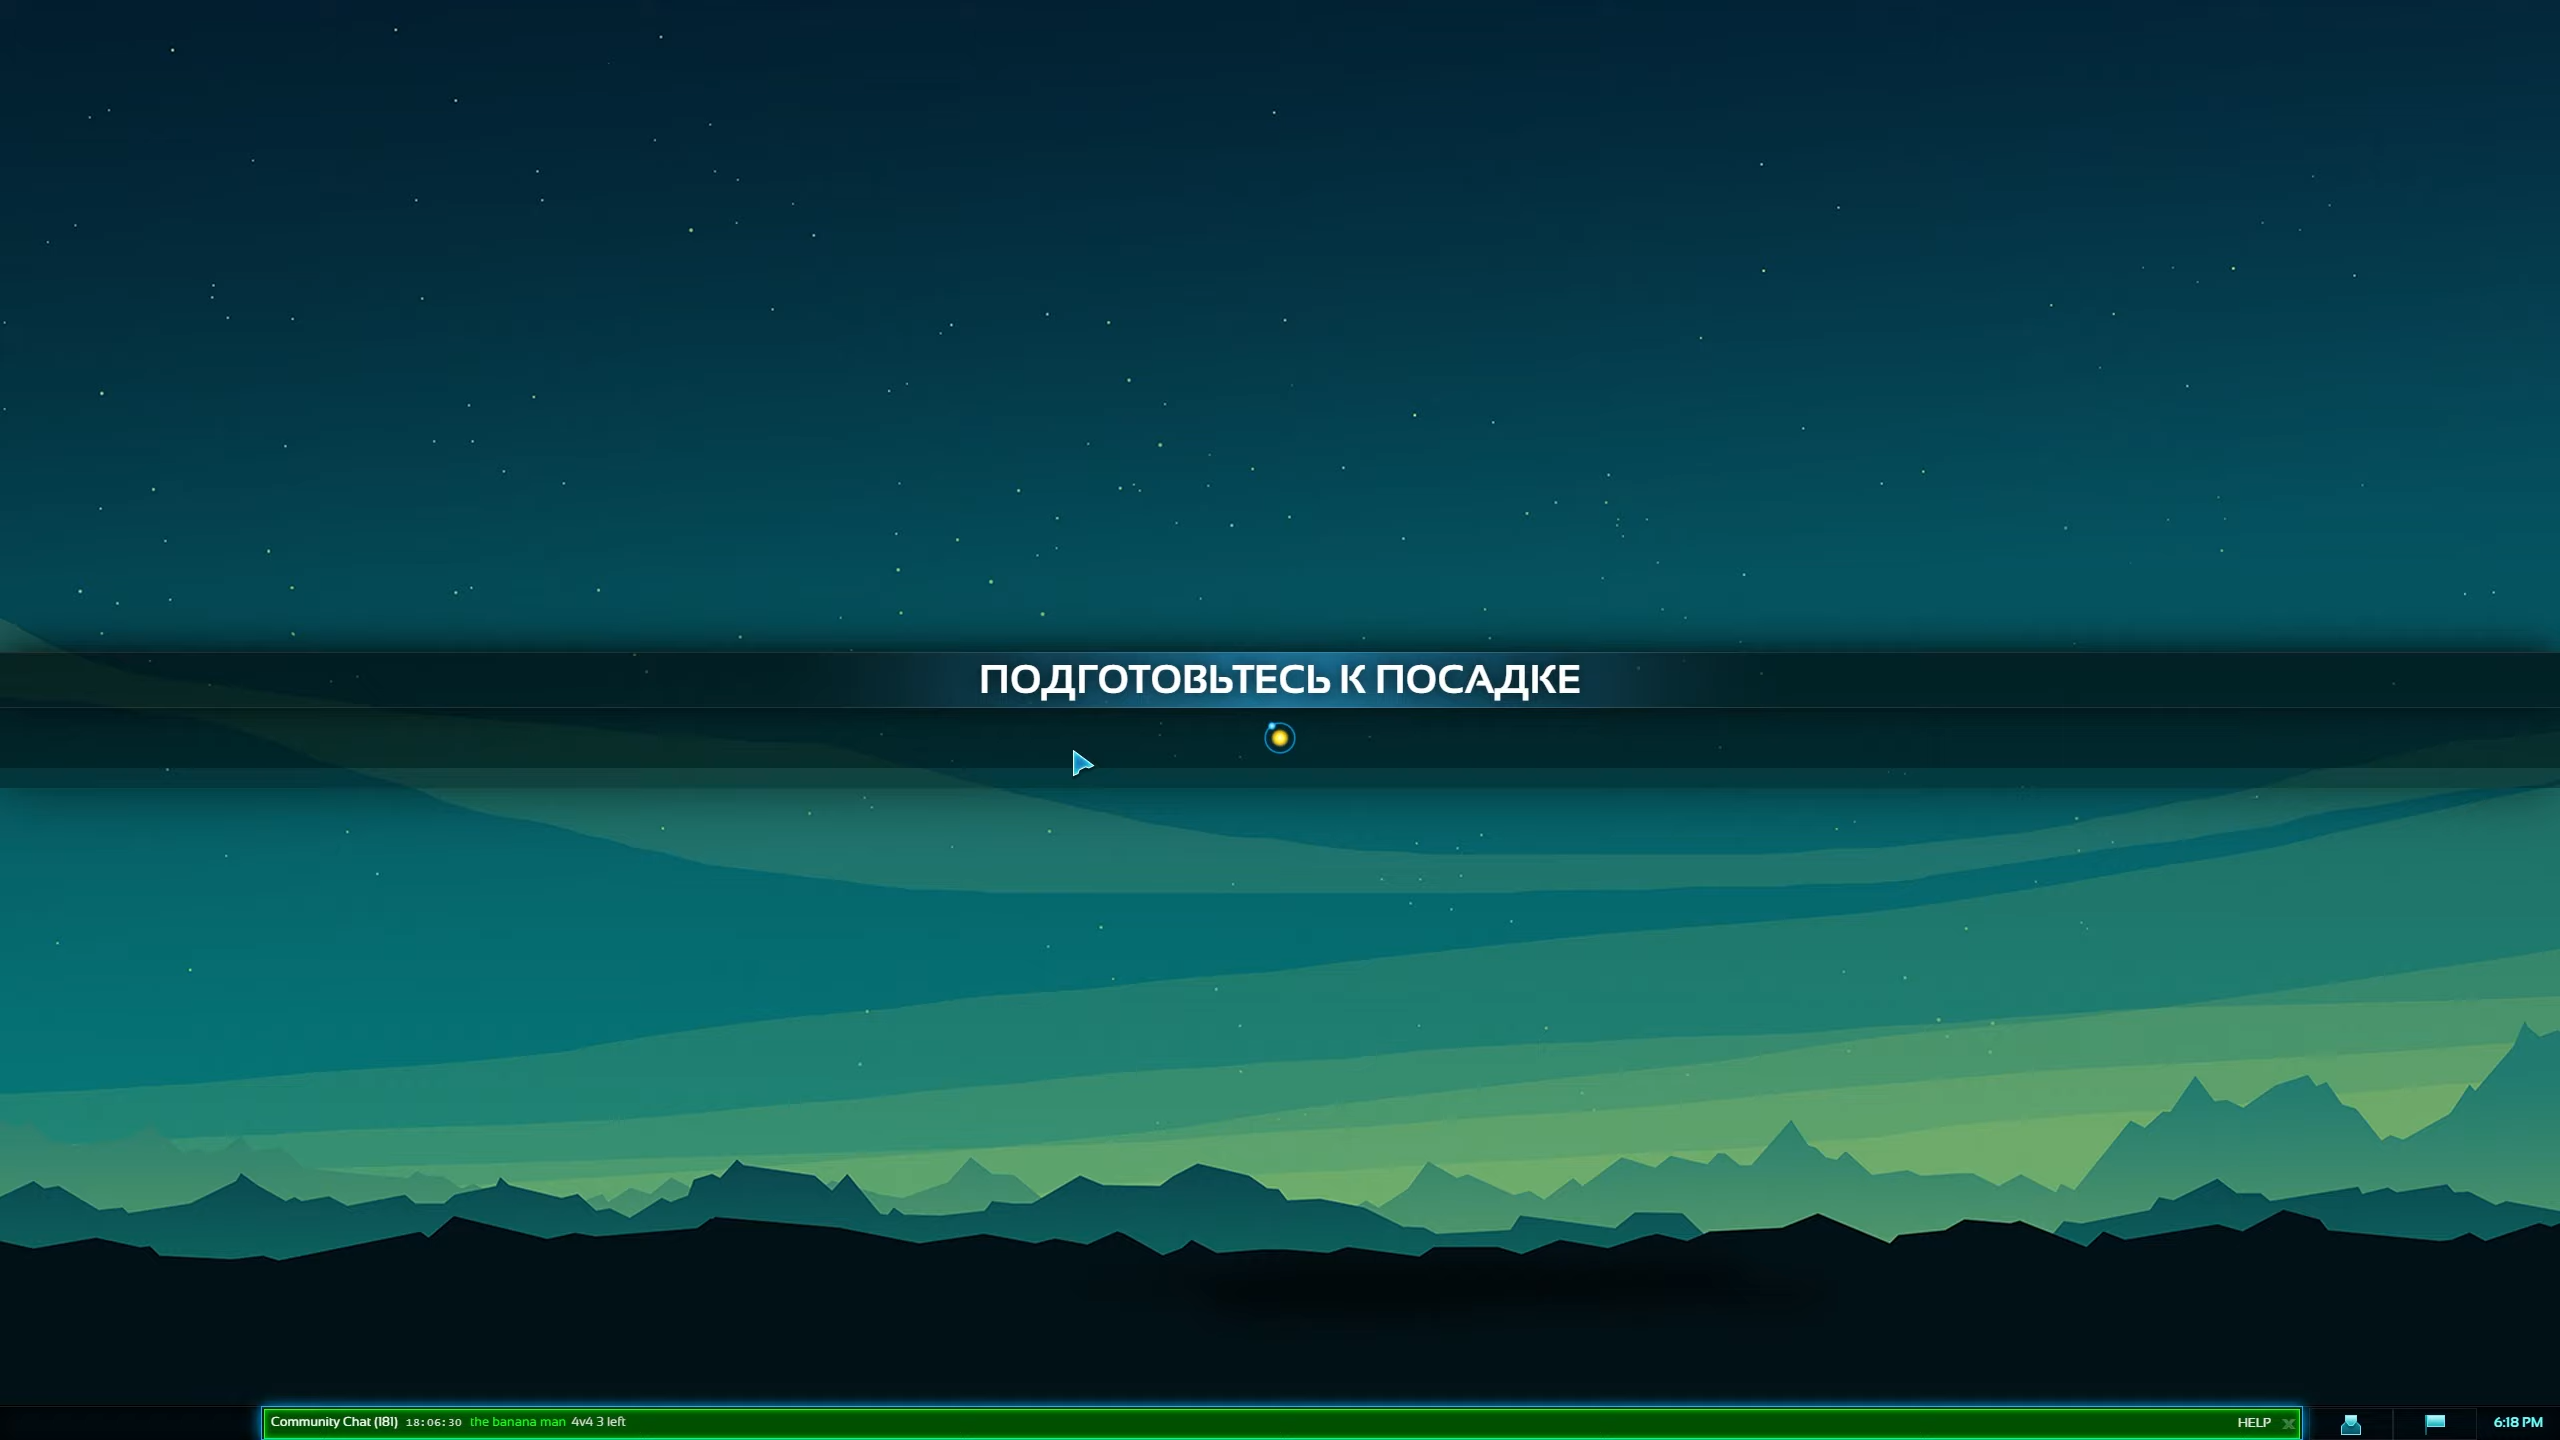 ПОДГОТОВЬТЕСЬ К ПОСАДКЕ
Community Chat (181) 18:06:30 the banana man 4v4 3 left HELP X 6:18 PM